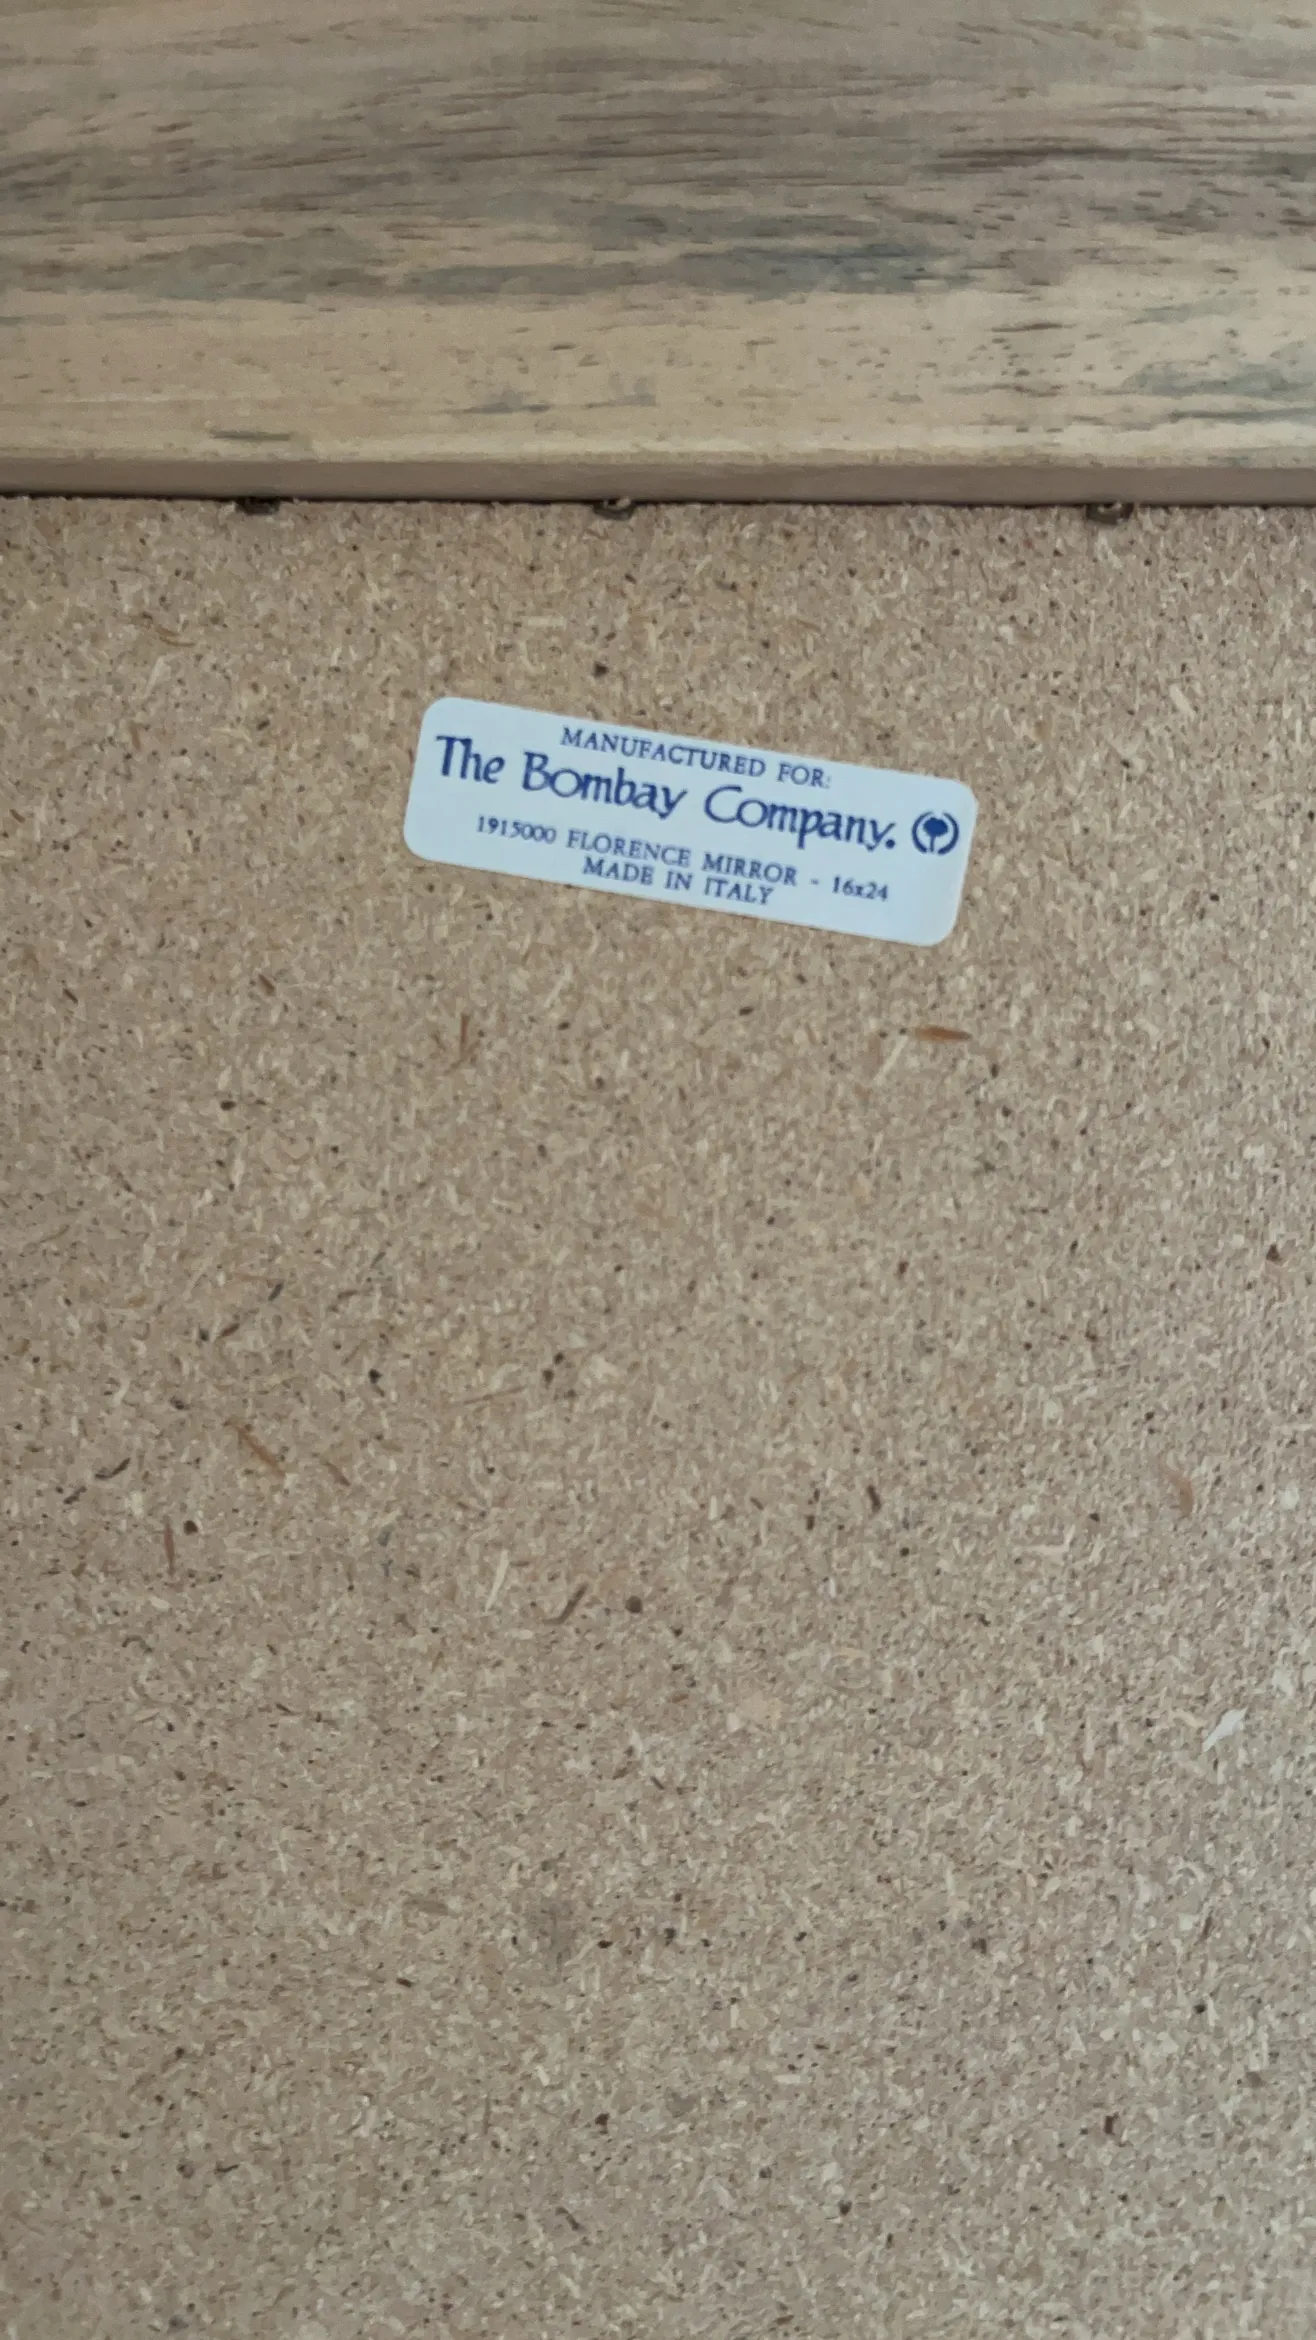 MANUFACTURED FOR:
The Bombay Company.
1915000 FLORENCE MIRROR - 16x24
MADE IN ITALY